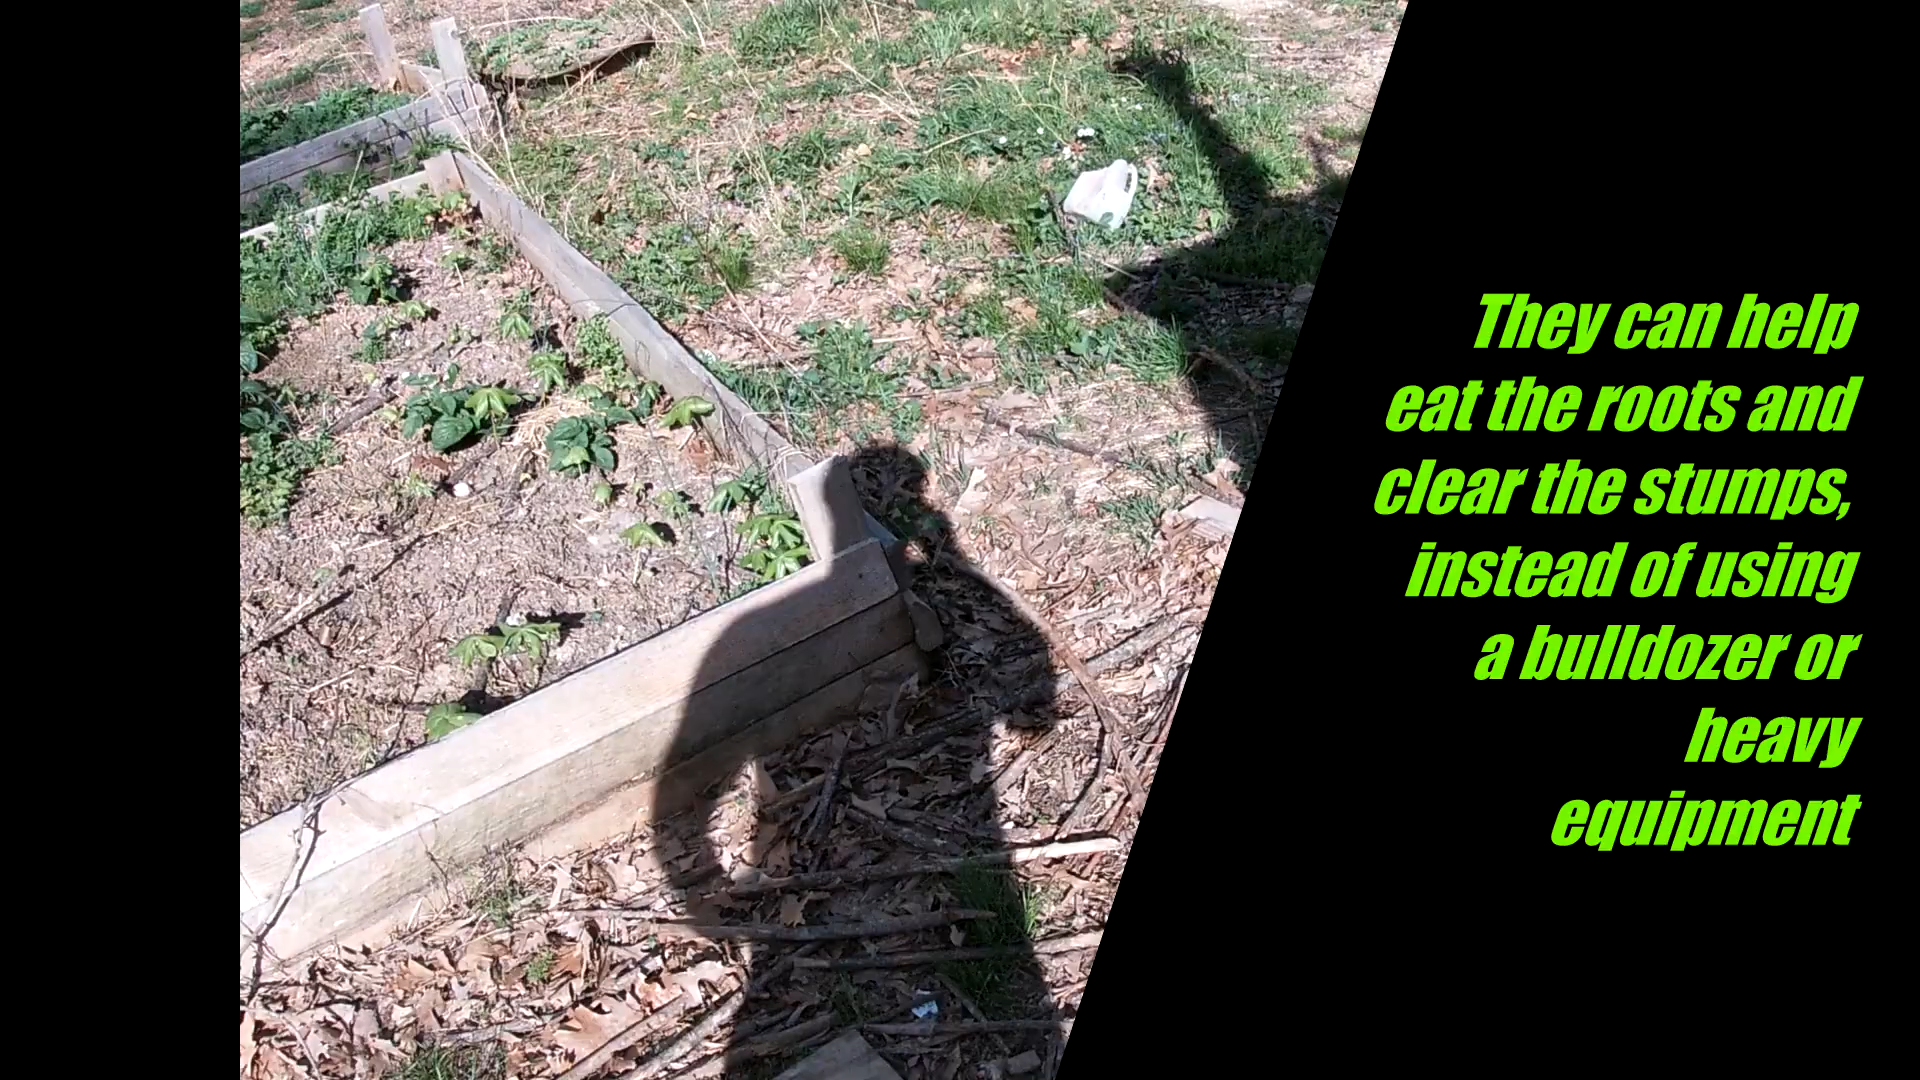 They can help
eat the roots and
clear the stumps,
instead of using
a bulldozer or
heavy
equipment